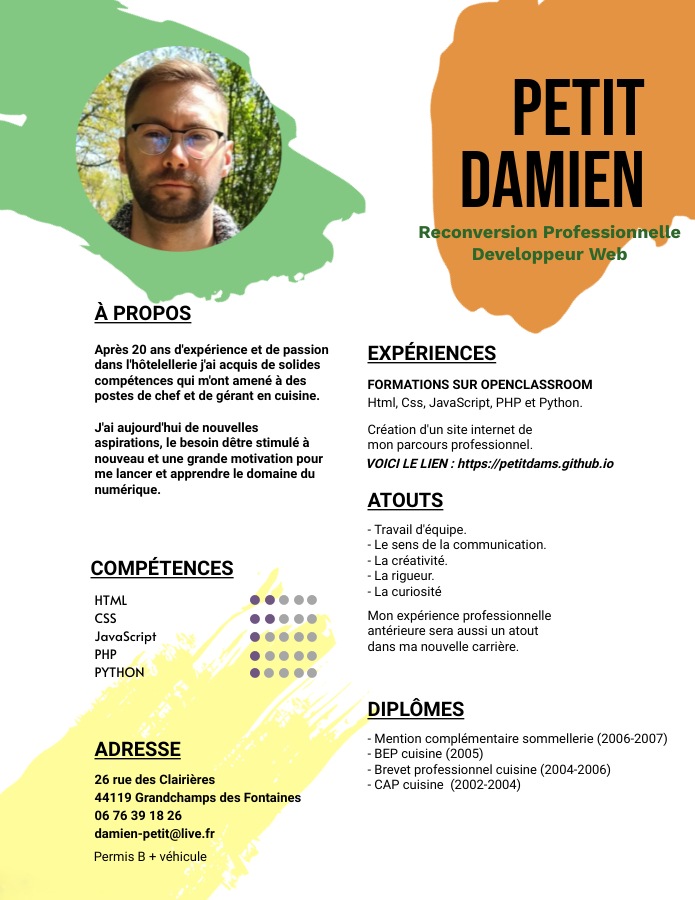 PETIT
DAMIEN
Reconversion Professionnelle
Developpeur Web
À PROPOS
Après 20 ans d'expérience et de passion
dans l'hôtelellerie j'ai acquis de solides
compétences qui m'ont amené à des
postes de chef et de gérant en cuisine.
J'ai aujourd'hui de nouvelles
aspirations, le besoin dêtre stimulé à
nouveau et une grande motivation pour
me lancer et apprendre le domaine du
numérique.
COMPÉTENCES
HTML
CSS
JavaScript
PHP
PYTHON
ADRESSE
26 rue des Clairières
44119 Grandchamps des Fontaines
06 76 39 18 26
damien-petit@live.fr
Permis B + véhicule
EXPÉRIENCES
FORMATIONS SUR OPENCLASSROOM
Html, Css, JavaScript, PHP et Python.
Création d'un site internet de
mon parcours professionnel.
VOICI LE LIEN : https://petitdams.github.io
ATOUTS
- Travail d'équipe.
- Le sens de la communication.
- La créativité.
- La rigueur.
- La curiosité
Mon expérience professionnelle
antérieure sera aussi un atout
dans ma nouvelle carrière.
DIPLÔMES
- Mention complémentaire sommellerie (2006-2007)
- BEP cuisine (2005)
- Brevet professionnel cuisine (2004-2006)
- CAP cuisine (2002-2004)